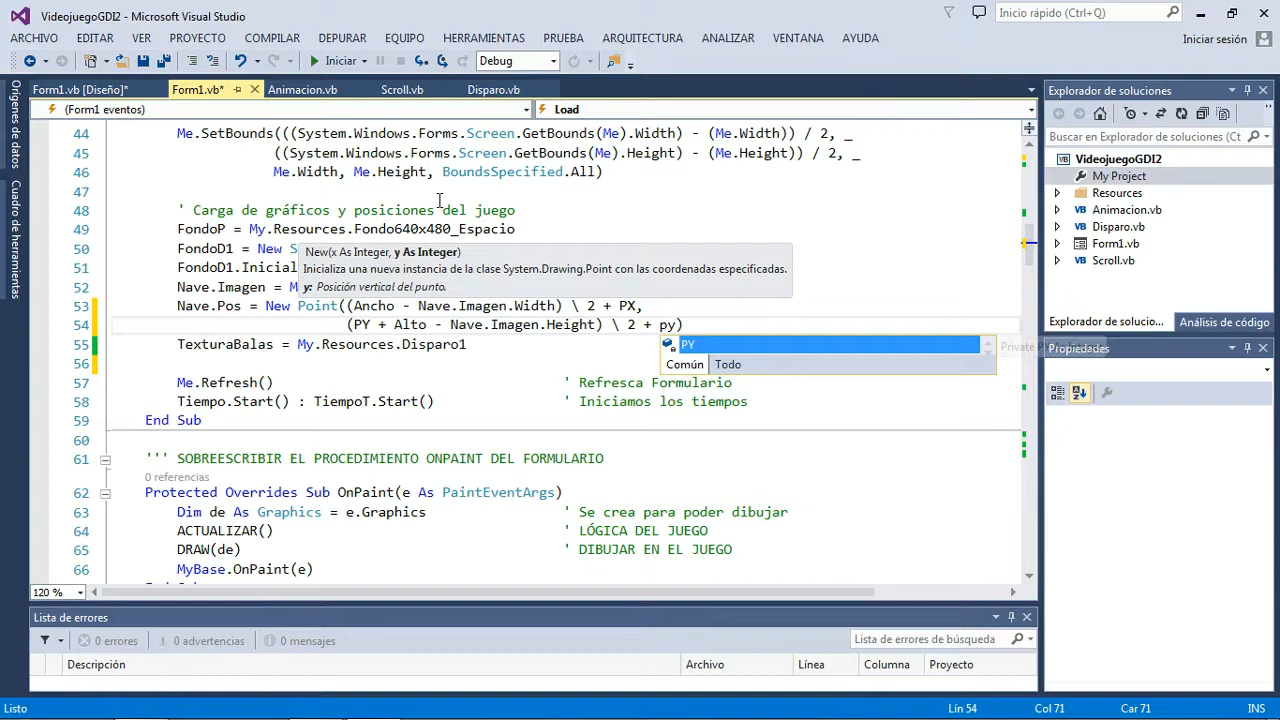 VideojuegoGDI2 - Microsoft Visual Studio
Inicio rápido (Ctrl+Q)
ARCHIVO EDITAR VER PROYECTO COMPILAR DEPURAR EQUIPO HERRAMIENTAS PRUEBA ARQUITECTURA ANALIZAR VENTANA AYUDA
Iniciar sesión
Iniciar Debug
Orígenes de datos
Cuadro de herramientas
Form1.vb [Diseño]* Form1.vb* Animacion.vb Scroll.vb Disparo.vb
(Form1 eventos) Load
44 Me.SetBounds(((System.Windows.Forms.Screen.GetBounds(Me).Width) - (Me.Width)) / 2, _
45 ((System.Windows.Forms.Screen.GetBounds(Me).Height) - (Me.Height)) / 2, _
46 Me.Width, Me.Height, BoundsSpecified.All)
47
48 ' Carga de gráficos y posiciones del juego
49 FondoP = My.Resources.Fondo640x480_Espacio
50 FondoD1 = New S
New(x As Integer, y As Integer)
51 FondoD1.Inicial
Inicializa una nueva instancia de la clase System.Drawing.Point con las coordenadas especificadas.
52 Nave.Imagen = M
y: Posición vertical del punto.
53 Nave.Pos = New Point((Ancho - Nave.Imagen.Width) \ 2 + PX,
54 (PY + Alto - Nave.Imagen.Height) \ 2 + py)
55 TexturaBalas = My.Resources.Disparo1
PY
Común Todo
56
57 Me.Refresh() ' Refresca Formulario
58 Tiempo.Start() : TiempoT.Start() ' Iniciamos los tiempos
59 End Sub
60
61 ''' SOBREESCRIBIR EL PROCEDIMIENTO ONPAINT DEL FORMULARIO
0 referencias
62 Protected Overrides Sub OnPaint(e As PaintEventArgs)
63 Dim de As Graphics = e.Graphics ' Se crea para poder dibujar
64 ACTUALIZAR() ' LÓGICA DEL JUEGO
65 DRAW(de) ' DIBUJAR EN EL JUEGO
66 MyBase.OnPaint(e)
120 %
Explorador de soluciones
Buscar en Explorador de soluciones (Ctrl+
VideojuegoGDI2
My Project
Resources
Animacion.vb
Disparo.vb
Form1.vb
Scroll.vb
Explorador de soluciones Análisis de código
Propiedades
Lista de errores
0 errores 0 advertencias 0 mensajes
Lista de errores de búsqueda
Descripción Archivo Línea Columna Proyecto
Listo Lín 54 Col 71 Car 71 INS